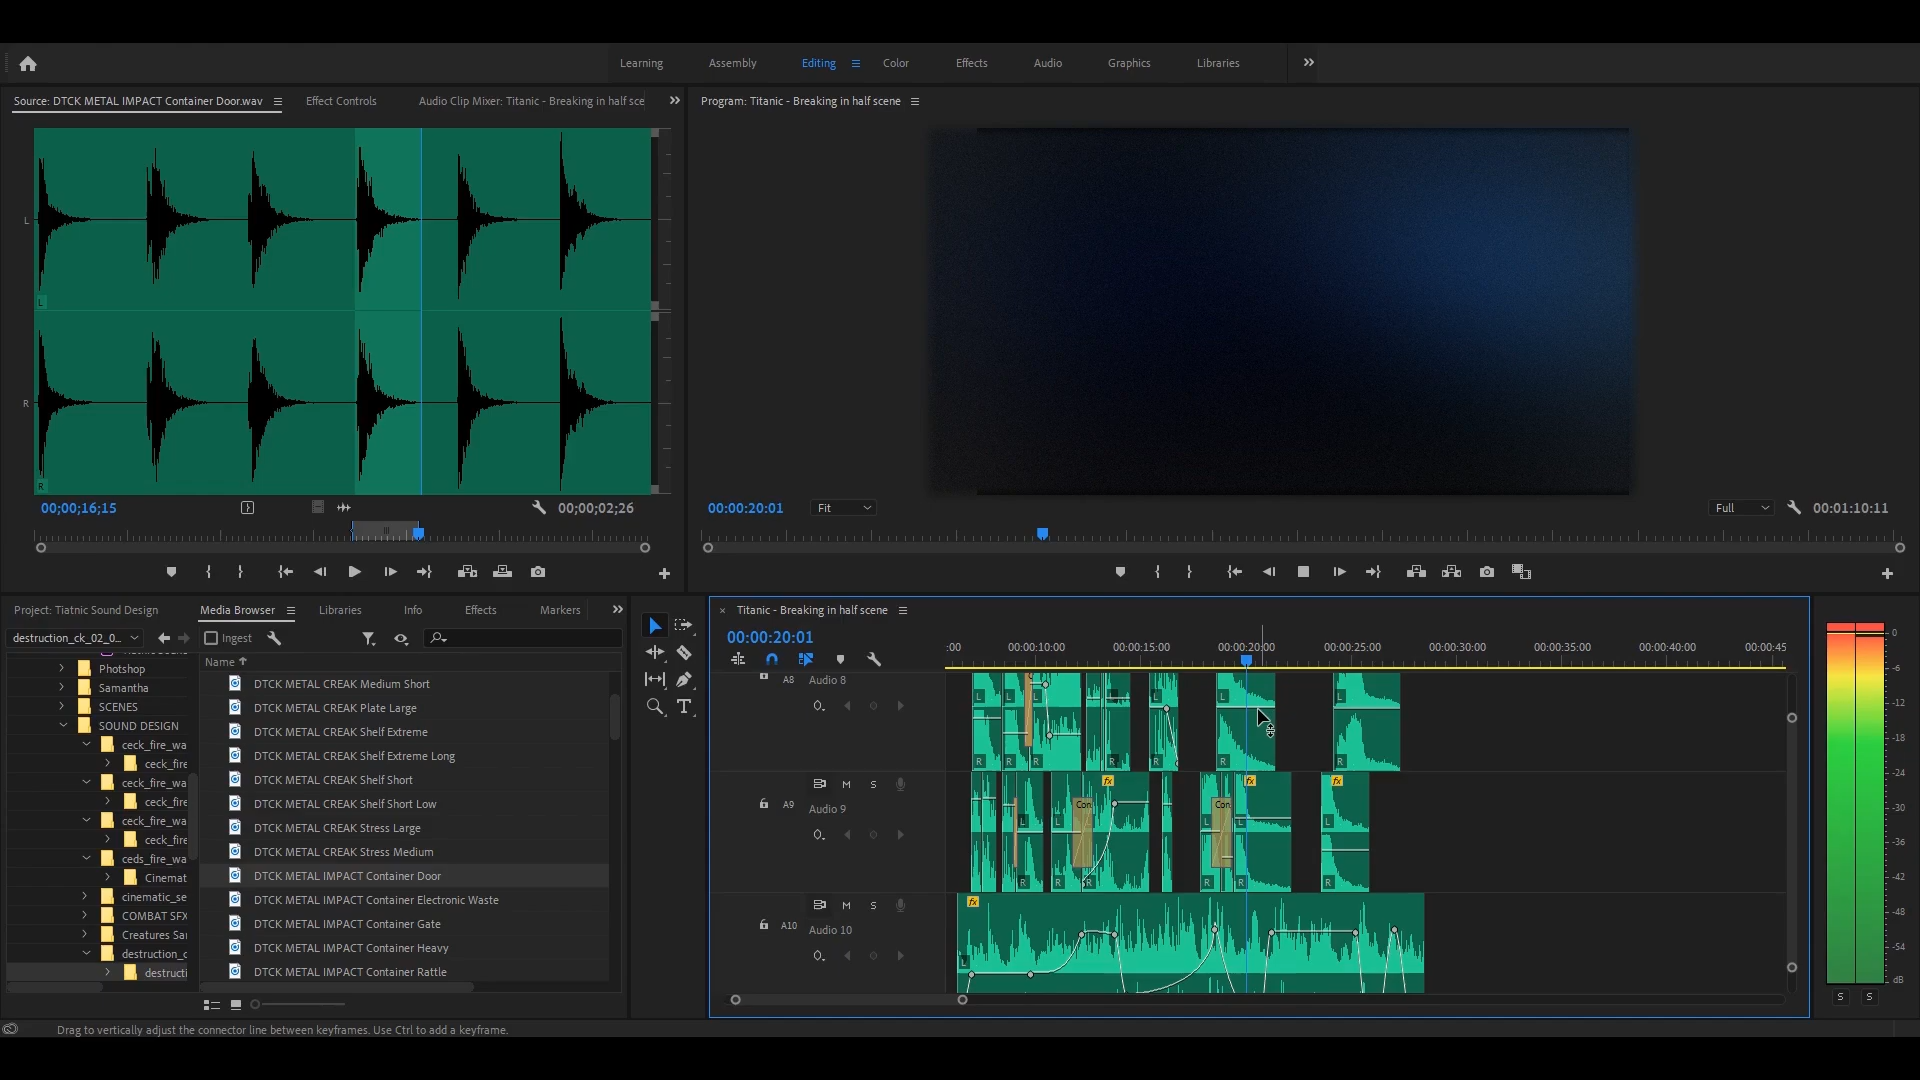 Learning
Assembly
Editing
Color
Effects
Audio
Graphics
Libraries
Source: DTCK METAL IMPACT Container Door.wav
Effect Controls
Audio Clip Mixer: Titanic - Breaking in half sce
Program: Titanic - Breaking in half scene
L
L
R
R
00;00;16;15
00;00;02;26
00:00:20:01
Fit
Full
00:01:10:11
Project: Tiatnic Sound Design
Media Browser
Libraries
Info
Effects
Markers
destruction_ck_02_0...
Ingest
Name
Photshop
Samantha
SCENES
SOUND DESIGN
ceck_fire_wa
ceck_fire
ceck_fire_wa
ceck_fire
ceck_fire_wa
ceck_fire
ceds_fire_wa
Cinemat
cinematic_se
COMBAT SFX
Creatures Sar
destruction_c
destructi
DTCK METAL CREAK Medium Short
DTCK METAL CREAK Plate Large
DTCK METAL CREAK Shelf Extreme
DTCK METAL CREAK Shelf Extreme Long
DTCK METAL CREAK Shelf Short
DTCK METAL CREAK Shelf Short Low
DTCK METAL CREAK Stress Large
DTCK METAL CREAK Stress Medium
DTCK METAL IMPACT Container Door
DTCK METAL IMPACT Container Electronic Waste
DTCK METAL IMPACT Container Gate
DTCK METAL IMPACT Container Heavy
DTCK METAL IMPACT Container Rattle
Titanic - Breaking in half scene
00:00:20:01
:00
00:00:10:00
00:00:15:00
00:00:20:00
00:00:25:00
00:00:30:00
00:00:35:00
00:00:40:00
00:00:45
A8
Audio 8
L L L L L L L
R R R R R R
M S
A9
Audio 9
fx fx fx
Con
Con
L L L L L
R R R R R R
M S
A10
Audio 10
fx
L
0
-6
-12
-18
-24
-30
-36
-42
-48
-54
dB
S S
Drag to vertically adjust the connector line between keyframes. Use Ctrl to add a keyframe.